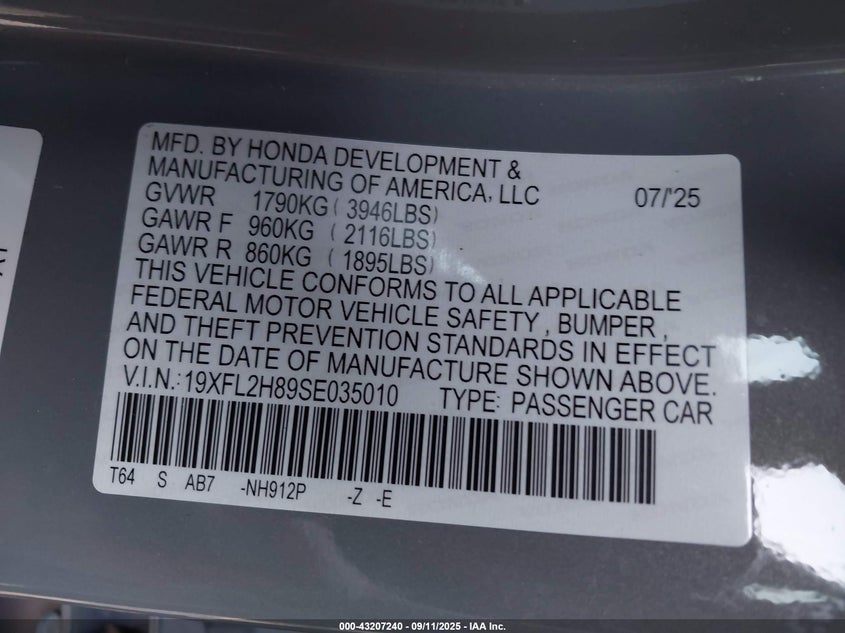 MFD. BY HONDA DEVELOPMENT &
MANUFACTURING OF AMERICA, LLC 07/'25
GVWR 1790KG ( 3946LBS)
GAWR F 960KG ( 2116LBS)
GAWR R 860KG ( 1895LBS)
THIS VEHICLE CONFORMS TO ALL APPLICABLE
FEDERAL MOTOR VEHICLE SAFETY , BUMPER ,
AND THEFT PREVENTION STANDARDS IN EFFECT
ON THE DATE OF MANUFACTURE SHOWN ABOVE.
V.I.N.:19XFL2H89SE035010 TYPE: PASSENGER CAR
T64 S AB7 -NH912P -Z -E
000-43207240 - 09/11/2025 - IAA Inc.